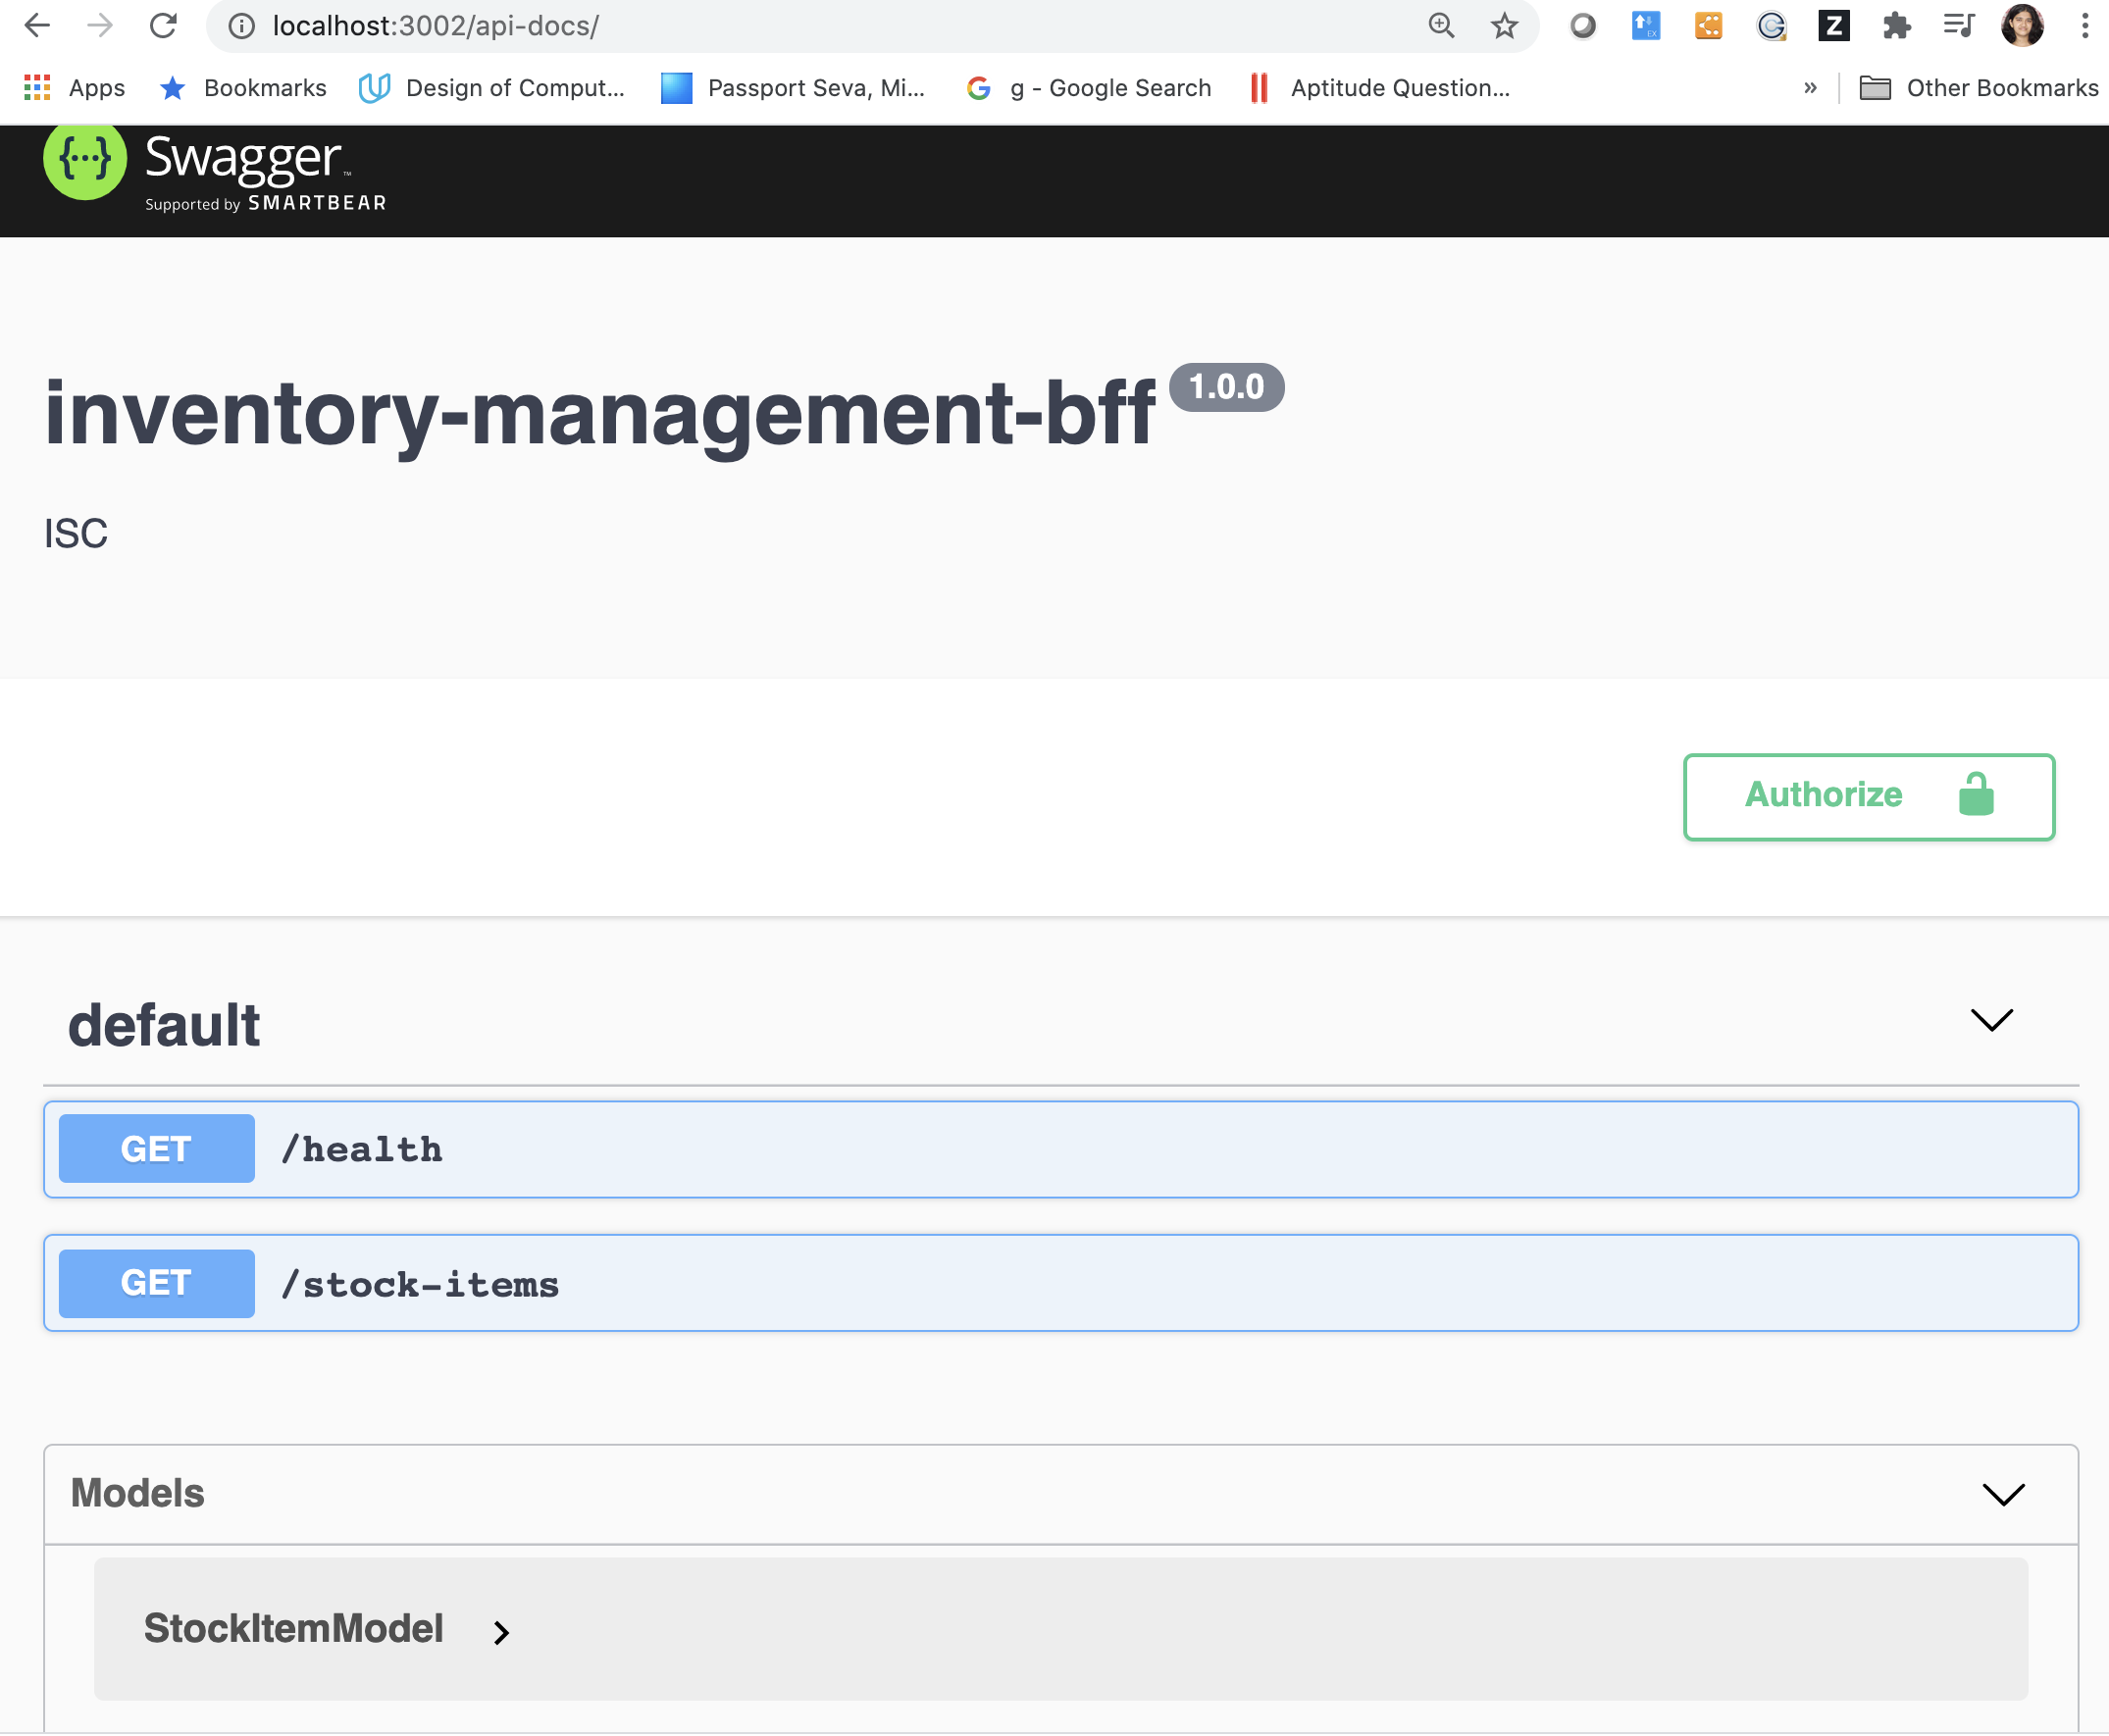 localhost:3002/api-docs/
Apps Bookmarks Design of Comput... Passport Seva, Mi... g - Google Search Aptitude Question... » Other Bookmarks
{···} Swagger™
Supported by SMARTBEAR
inventory-management-bff 1.0.0
ISC
Authorize
default
GET /health
GET /stock-items
Models
StockItemModel